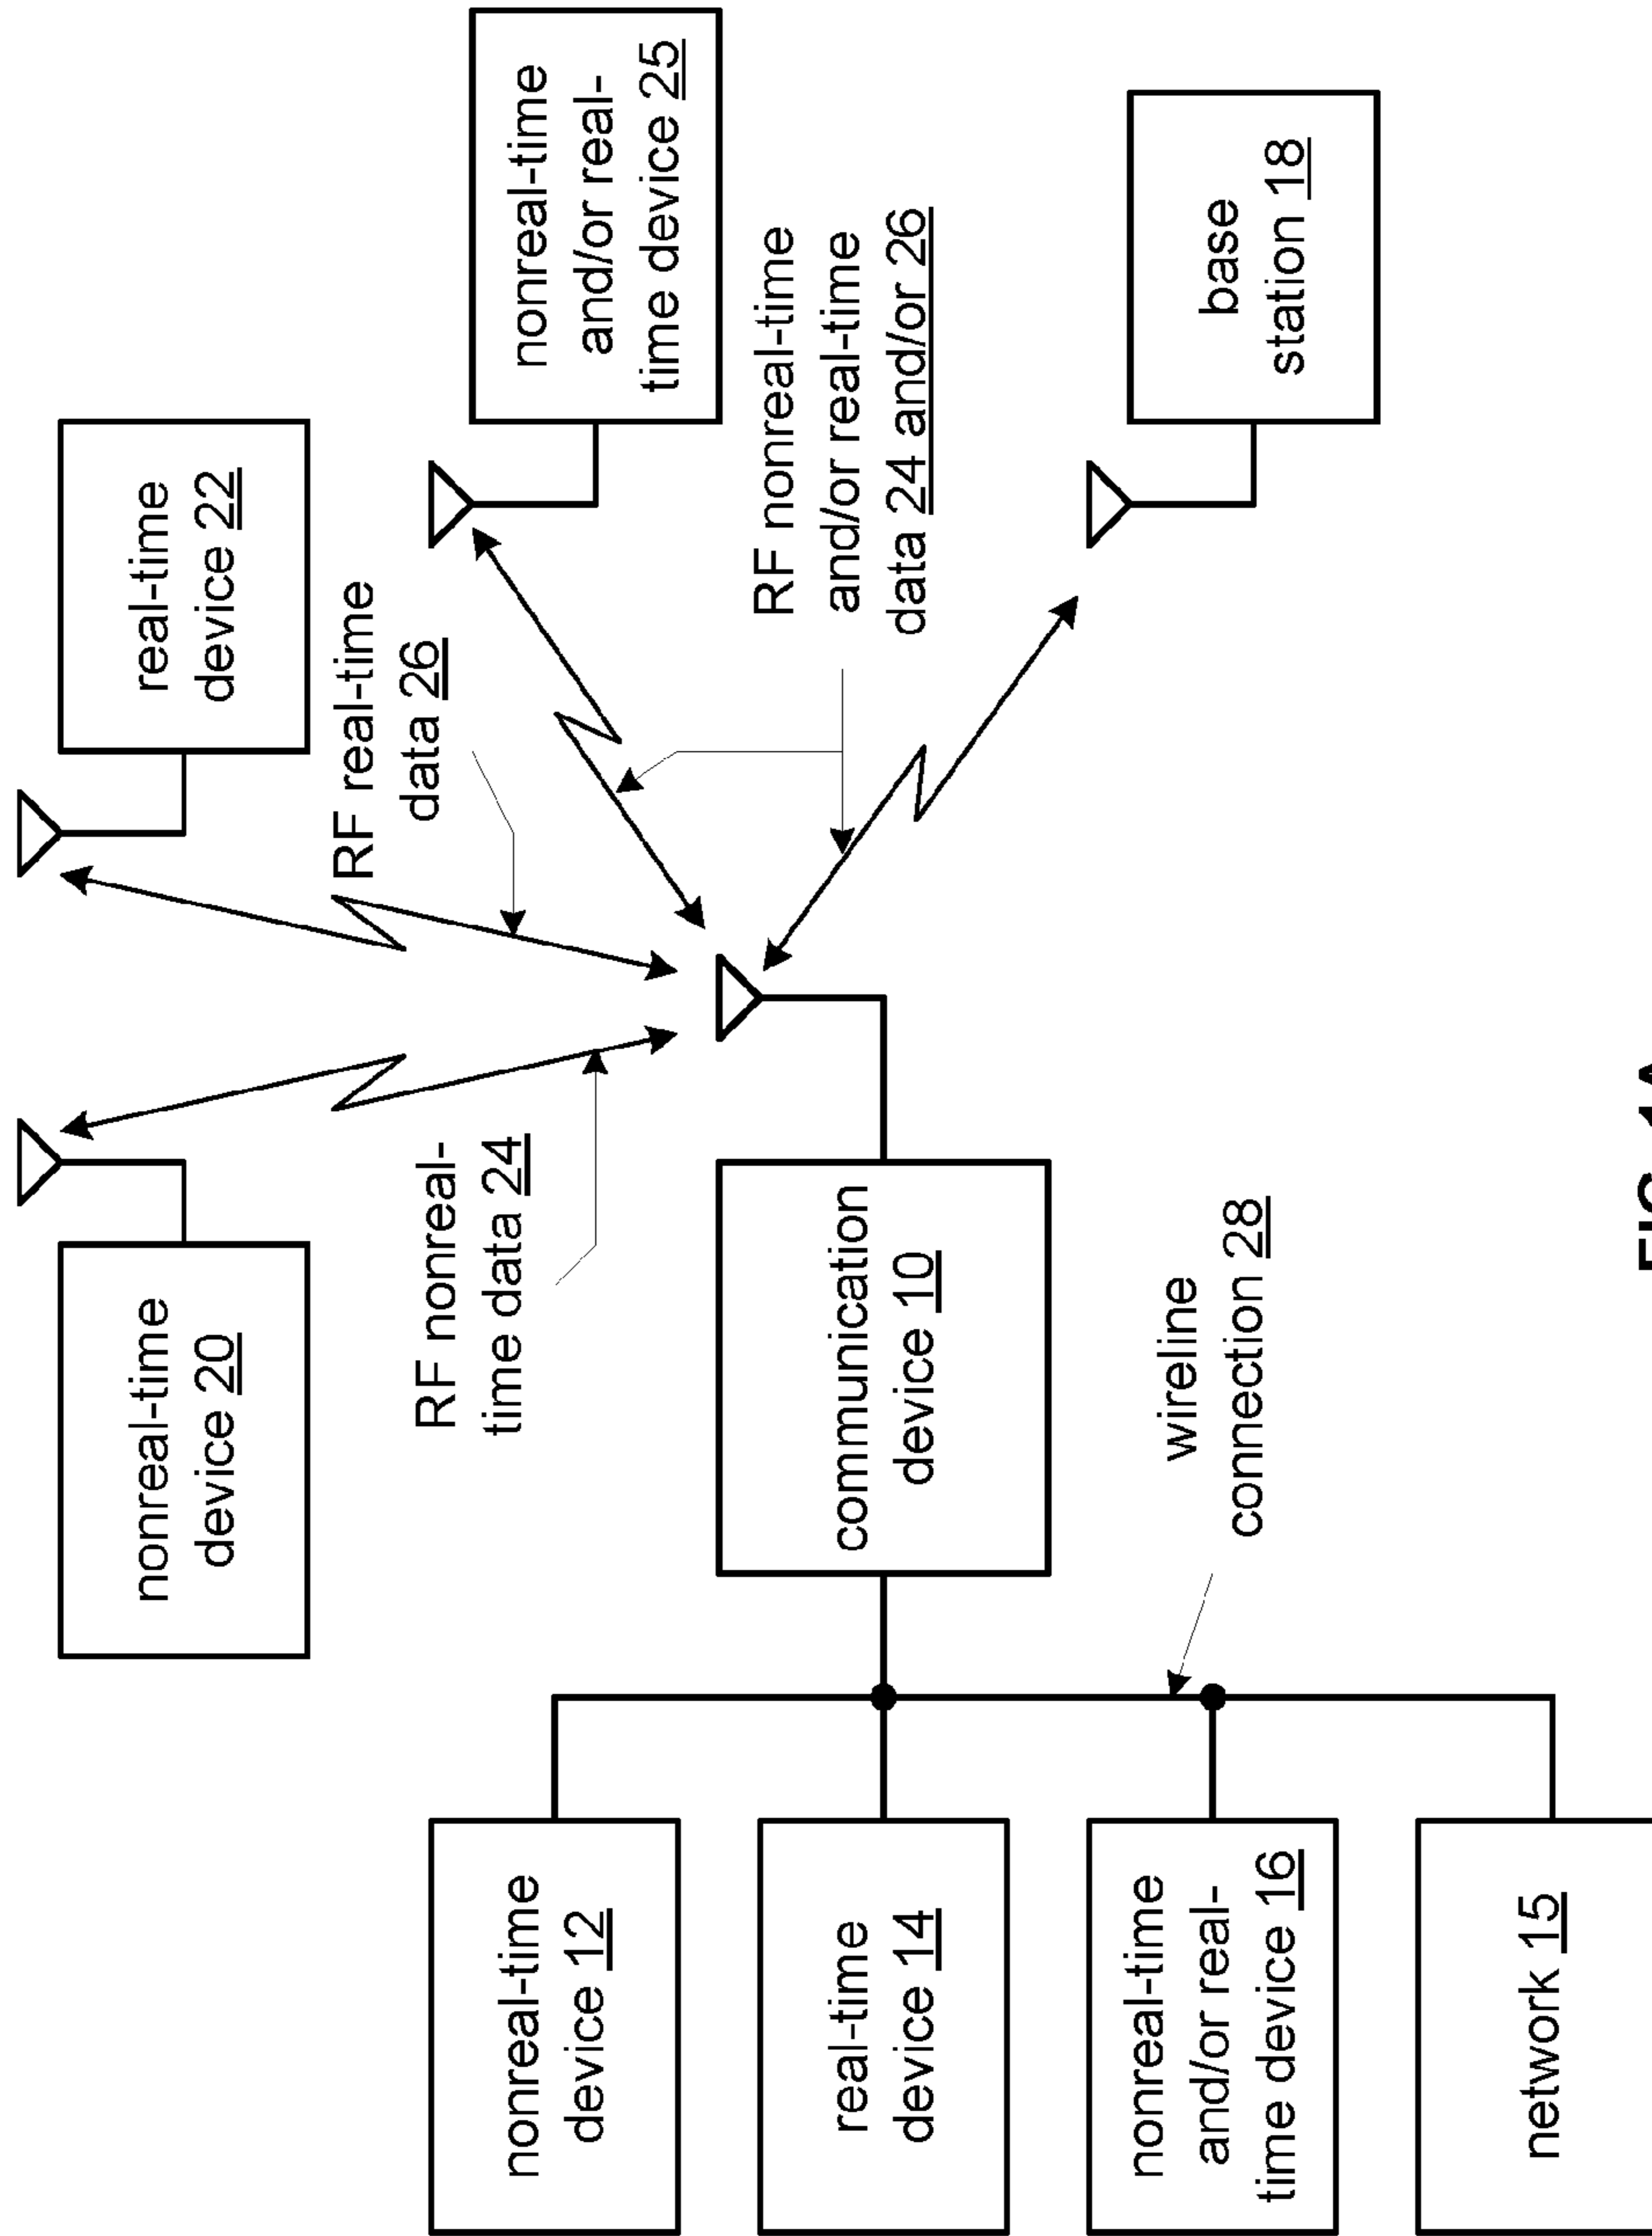 nonreal-time
device 20
real-time
device 22
RF real-time
data 26
RF nonreal-
time data 24
nonreal-time
device 12
nonreal-time
and/or real-
time device 25
RF nonreal-time
and/or real-time
data 24 and/or 26
real-time
device 14
communication
device 10
nonreal-time
and/or real-
time device 16
wireline
connection 28
base
station 18
network 15
FIG. 1A